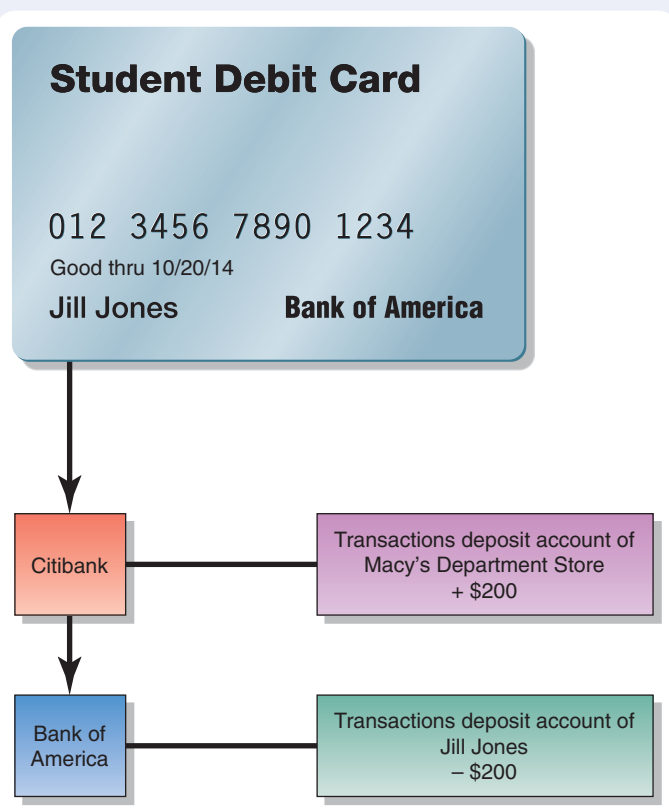 Student Debit Card
012 3456 7890 1234
Good thru 10/20/14
Jill Jones Bank of America
Citibank
Transactions deposit account of
Macy’s Department Store
+ $200
Bank of
America
Transactions deposit account of
Jill Jones
– $200